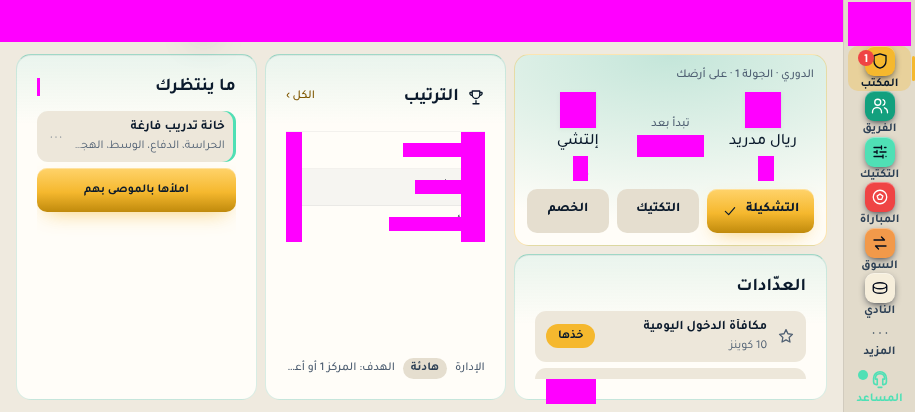 1
المكتب
الفريق
التكتيك
المباراة
السوق
النادي
...
المزيد
المساعد
الدوري · الجولة 1 · على أرضك
ريال مدريد
تبدأ بعد
إلتشي
التشكيلة
التكتيك
الخصم
العدّادات
مكافأة الدخول اليومية
10 كوينز
خذها
الترتيب
الكل ›
الإدارة
هادئة
الهدف: المركز 1 أو أعـ...
ما ينتظرك
خانة تدريب فارغة
الحراسة، الدفاع، الوسط، الهجـ...
...
املأها بالموصى بهم